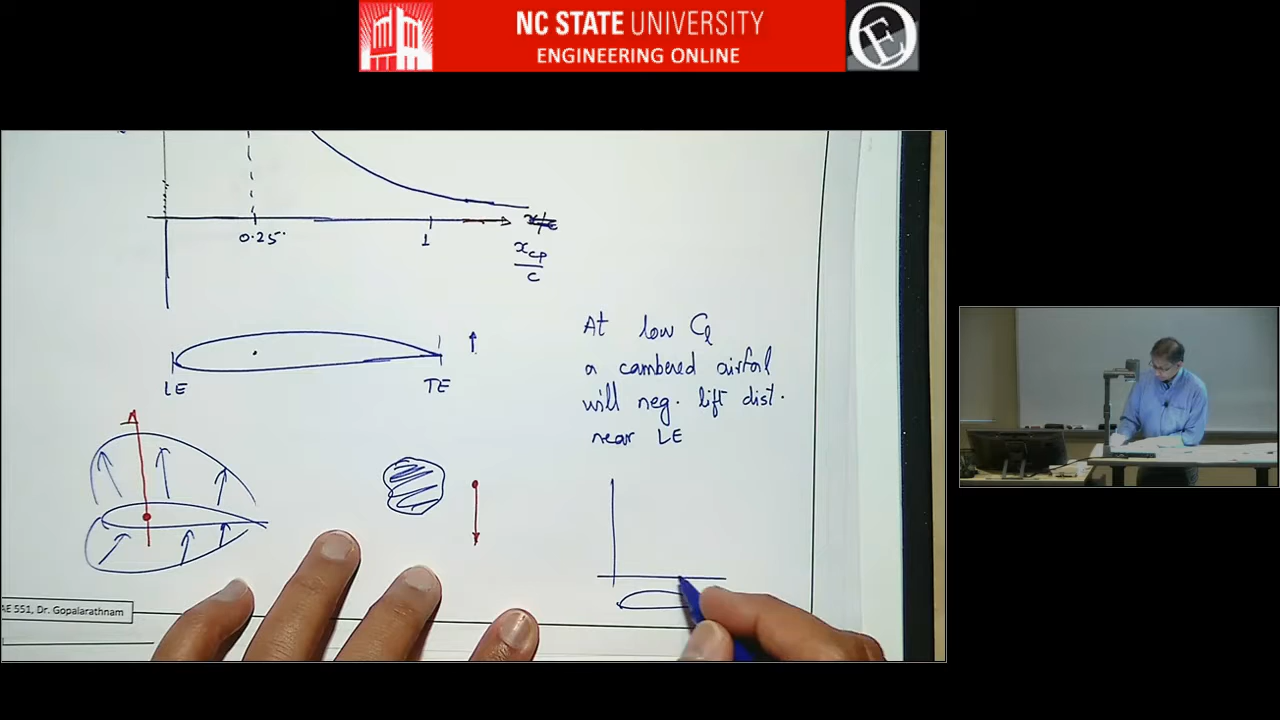 NC STATE UNIVERSITY
ENGINEERING ONLINE
0.25
1
x_cp
c
LE
TE
At low Cl
a cambered airfoil
will neg. lift dist.
near LE
AE 551, Dr. Gopalarathnam